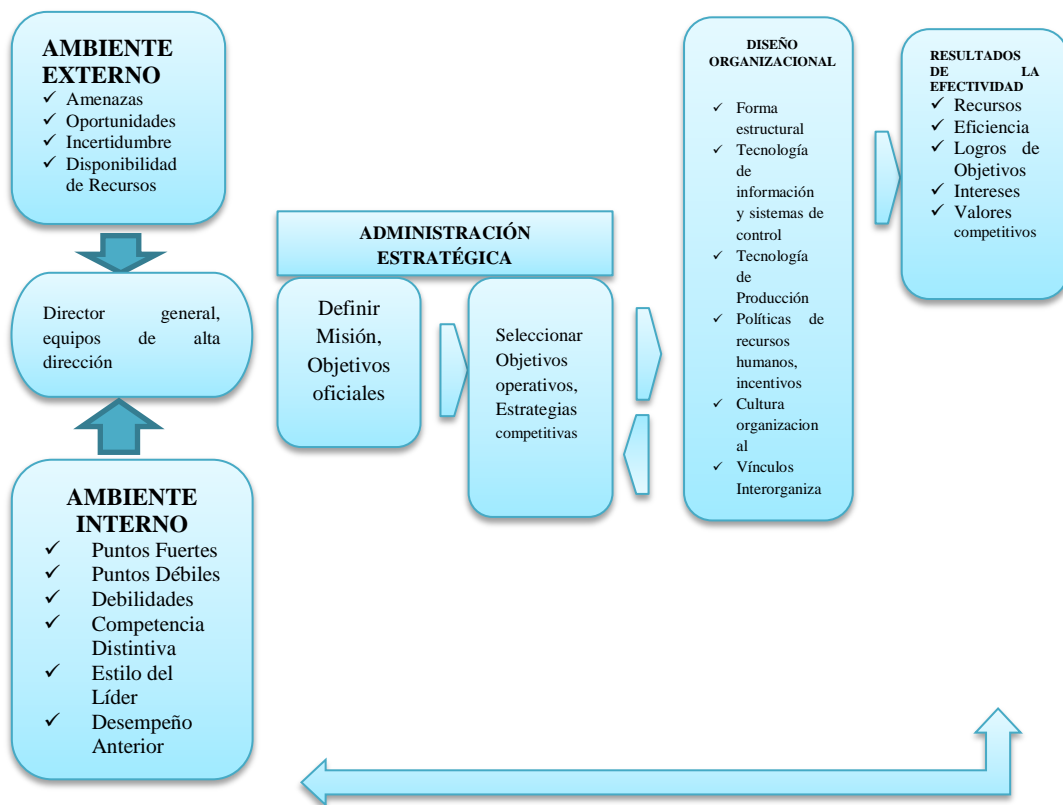 AMBIENTE
EXTERNO
✓ Amenazas
✓ Oportunidades
✓ Incertidumbre
✓ Disponibilidad
de Recursos
Director general,
equipos de alta
dirección
AMBIENTE
INTERNO
✓ Puntos Fuertes
✓ Puntos Débiles
✓ Debilidades
✓ Competencia
Distintiva
✓ Estilo del
Líder
✓ Desempeño
Anterior
ADMINISTRACIÓN
ESTRATÉGICA
Definir
Misión,
Objetivos
oficiales
Seleccionar
Objetivos
operativos,
Estrategias
competitivas
DISEÑO
ORGANIZACIONAL
✓ Forma
estructural
✓ Tecnología
de
información
y sistemas de
control
✓ Tecnología
de
Producción
✓ Políticas de
recursos
humanos,
incentivos
✓ Cultura
organizacion
al
✓ Vínculos
Interorganiza
RESULTADOS
DE LA
EFECTIVIDAD
✓ Recursos
✓ Eficiencia
✓ Logros de
Objetivos
✓ Intereses
✓ Valores
competitivos